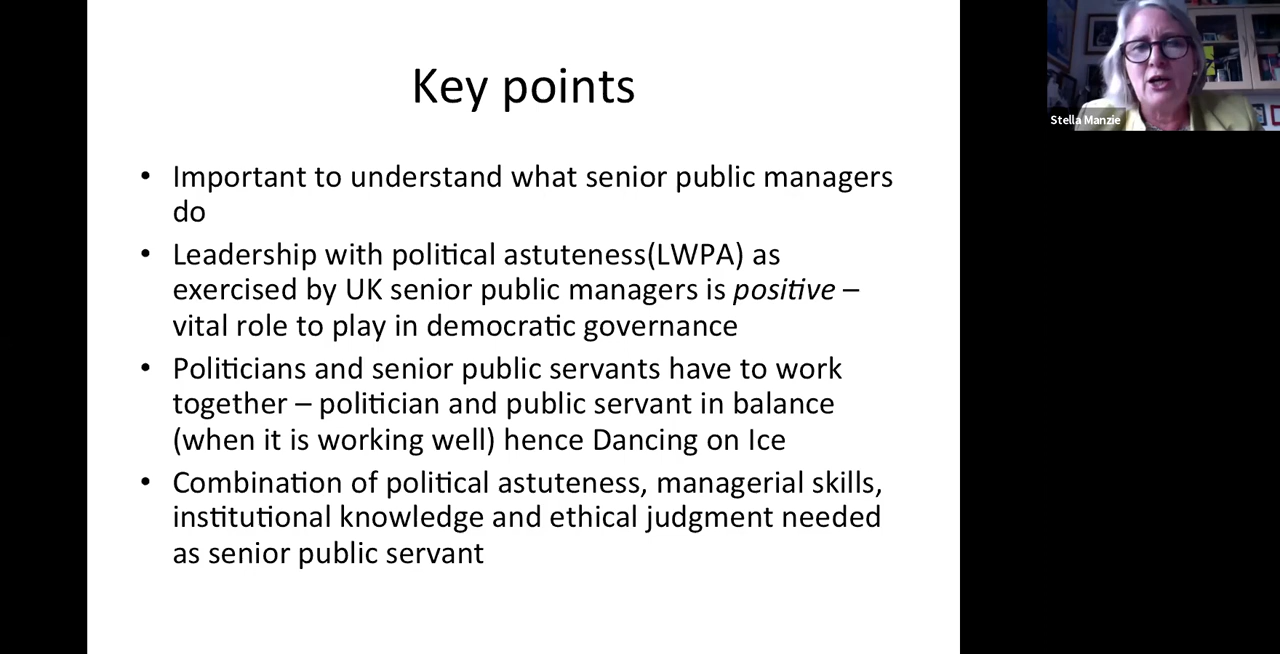 Key points
• Important to understand what senior public managers
do
• Leadership with political astuteness(LWPA) as
exercised by UK senior public managers is positive –
vital role to play in democratic governance
• Politicians and senior public servants have to work
together – politician and public servant in balance
(when it is working well) hence Dancing on Ice
• Combination of political astuteness, managerial skills,
institutional knowledge and ethical judgment needed
as senior public servant
Stella Manzie